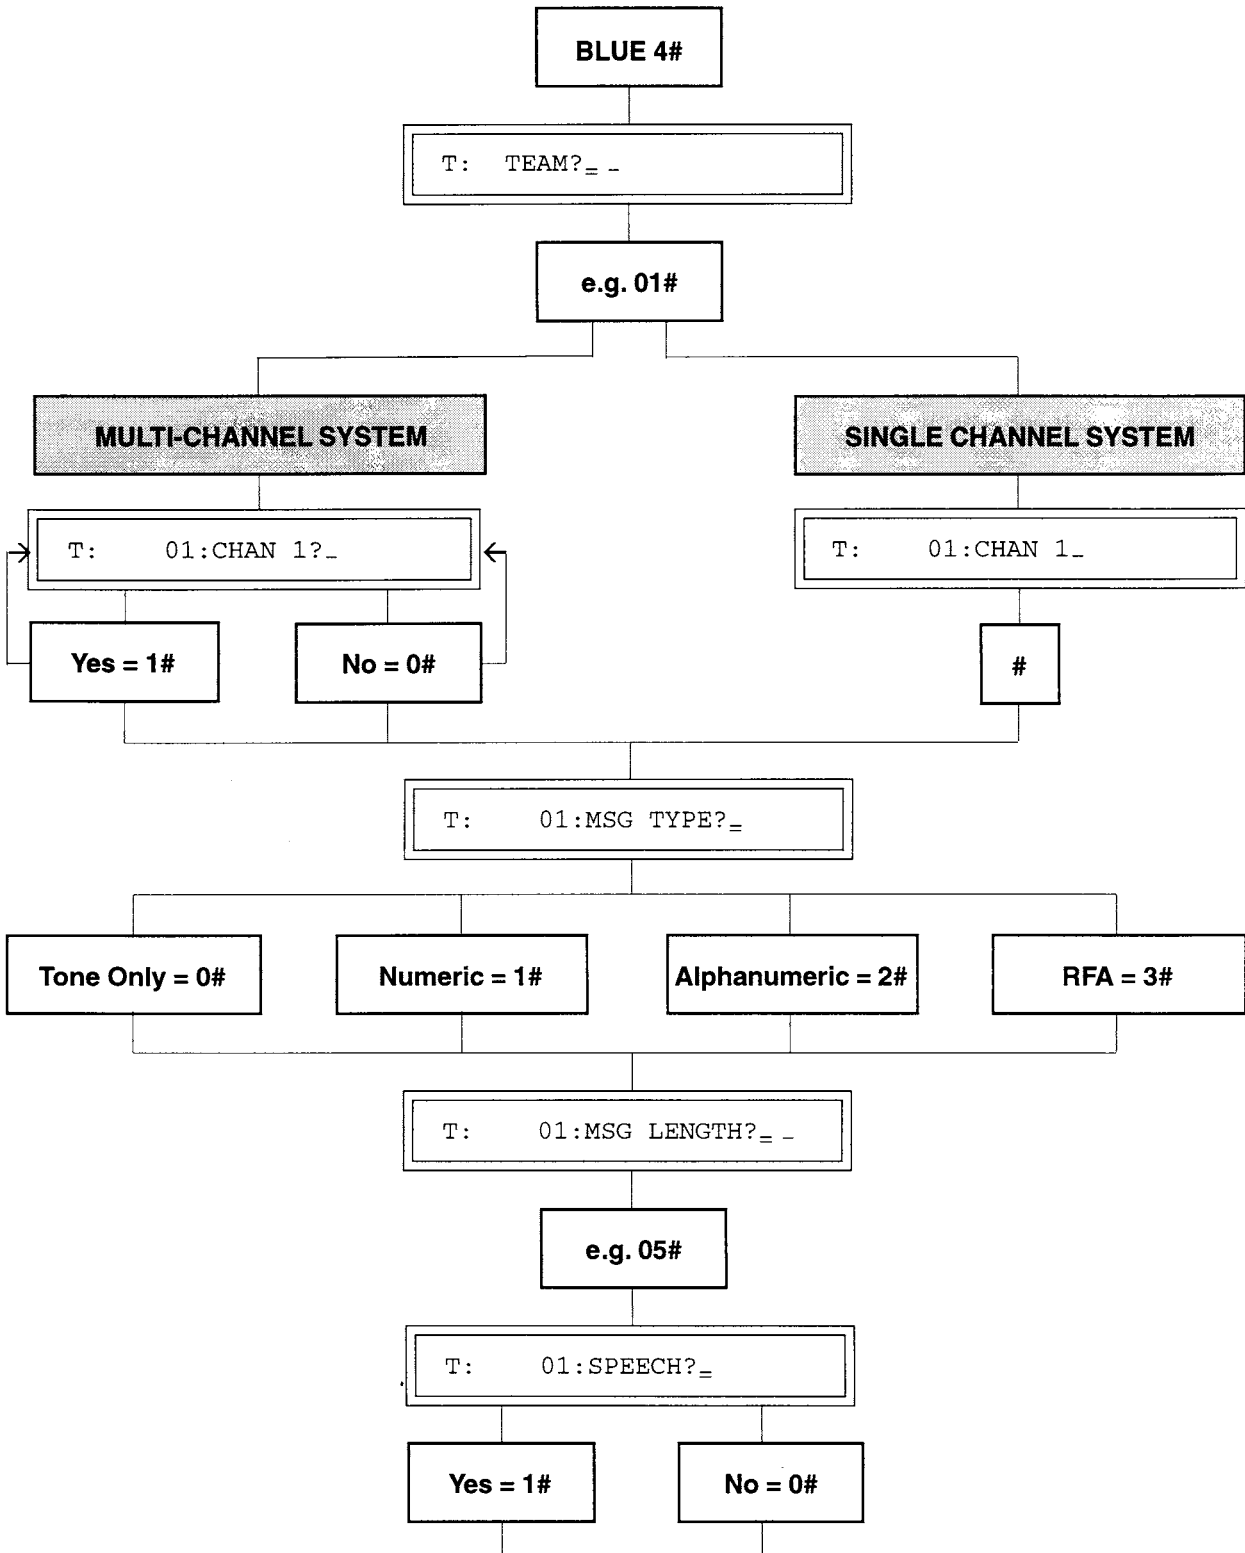 BLUE 4#
T: TEAM?_ _
e.g. 01#
MULTI-CHANNEL SYSTEM
SINGLE CHANNEL SYSTEM
T: 01:CHAN 1?_
T: 01:CHAN 1_
Yes = 1#
No = 0#
#
T: 01:MSG TYPE?_
Tone Only = 0#
Numeric = 1#
Alphanumeric = 2#
RFA = 3#
T: 01:MSG LENGTH?_ _
e.g. 05#
T: 01:SPEECH?_
Yes = 1#
No = 0#